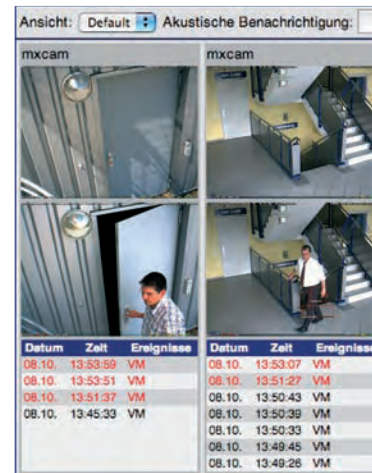 Ansicht: Default Akustische Benachrichtigung:
mxcam
mxcam
Datum Zeit Ereignisse
08.10. 13:53:59 VM
08.10. 13:53:51 VM
08.10. 13:51:37 VM
08.10. 13:45:33 VM
Datum Zeit Ereignisse
08.10. 13:53:07 VM
08.10. 13:51:27 VM
08.10. 13:50:43 VM
08.10. 13:50:39 VM
08.10. 13:50:33 VM
08.10. 13:49:45 VM
08.10. 13:49:26 VM